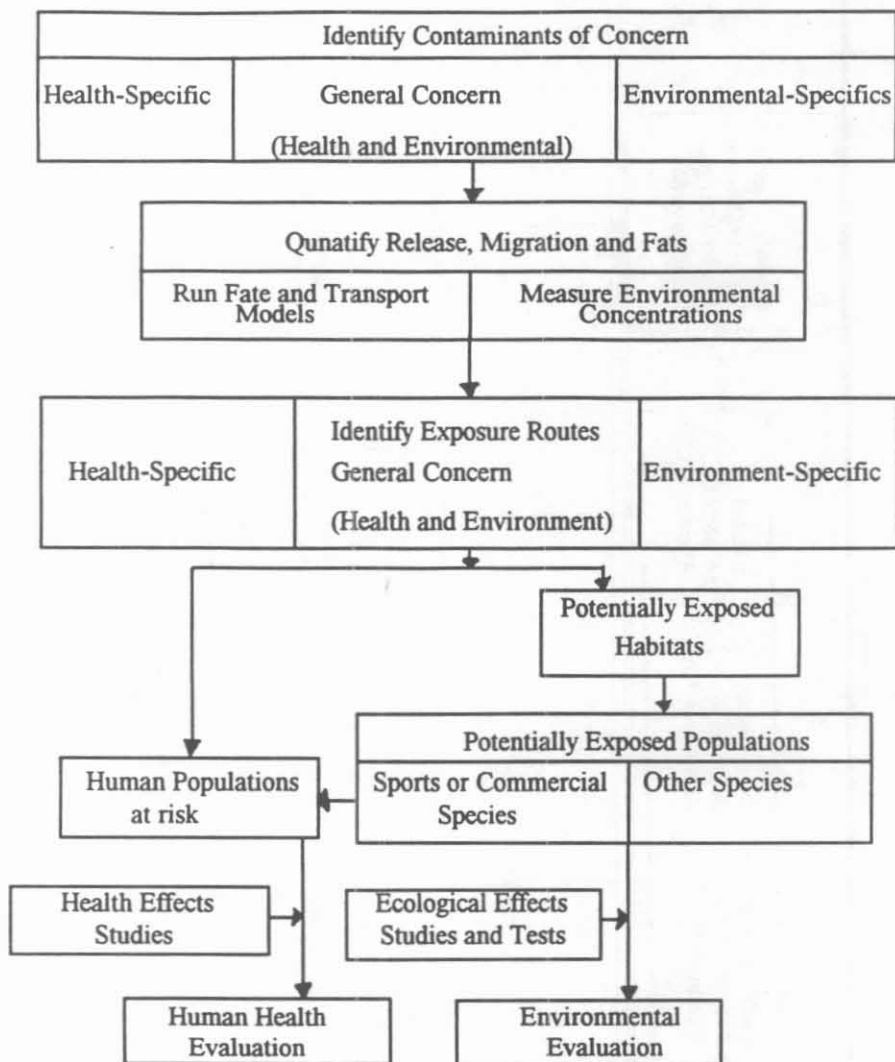 Identify Contaminants of Concern
Health-Specific
General Concern
(Health and Environmental)
Environmental-Specifics
Qunatify Release, Migration and Fats
Run Fate and Transport
Models
Measure Environmental
Concentrations
Identify Exposure Routes
Health-Specific
General Concern
(Health and Environment)
Environment-Specific
Potentially Exposed
Habitats
Potentially Exposed Populations
Human Populations
at risk
Sports or Commercial
Species
Other Species
Health Effects
Studies
Ecological Effects
Studies and Tests
Human Health
Evaluation
Environmental
Evaluation